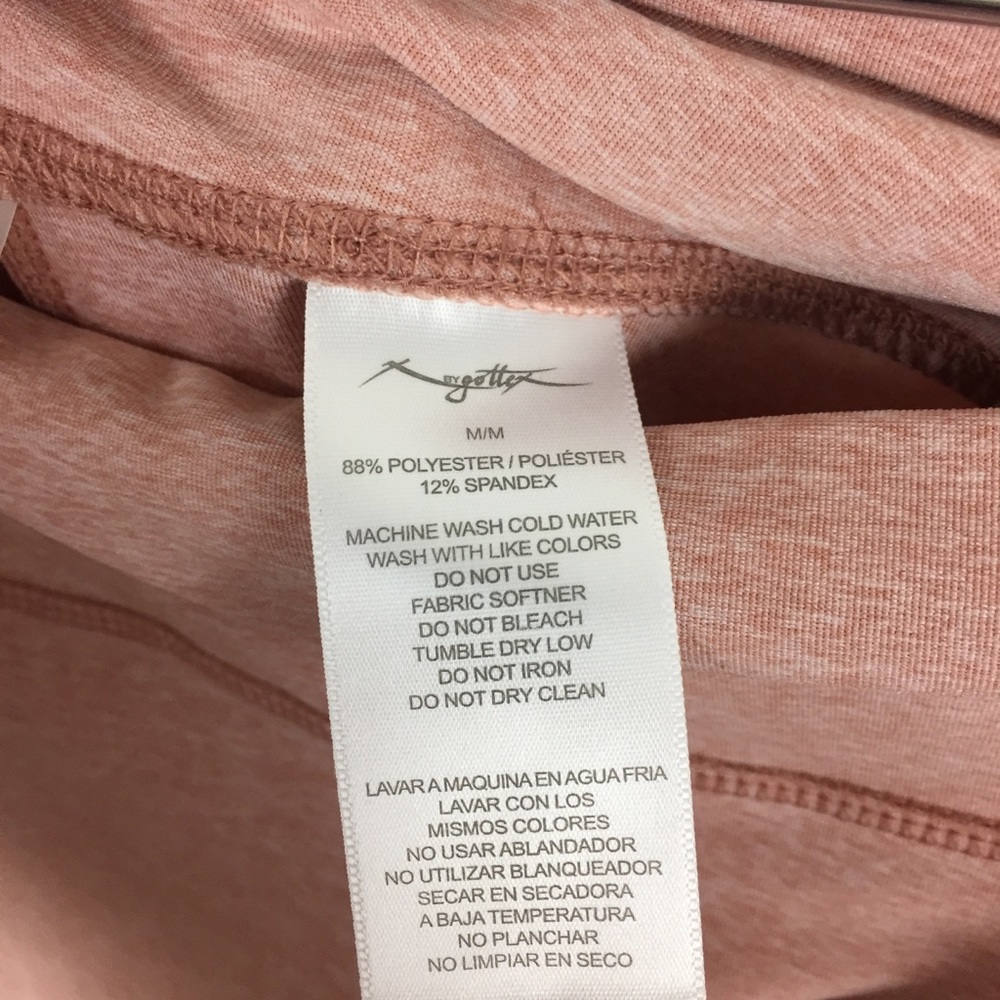 X BY gottex
M/M
88% POLYESTER / POLIÉSTER
12% SPANDEX
MACHINE WASH COLD WATER
WASH WITH LIKE COLORS
DO NOT USE
FABRIC SOFTNER
DO NOT BLEACH
TUMBLE DRY LOW
DO NOT IRON
DO NOT DRY CLEAN
LAVAR A MAQUINA EN AGUA FRIA
LAVAR CON LOS
MISMOS COLORES
NO USAR ABLANDADOR
NO UTILIZAR BLANQUEADOR
SECAR EN SECADORA
A BAJA TEMPERATURA
NO PLANCHAR
NO LIMPIAR EN SECO